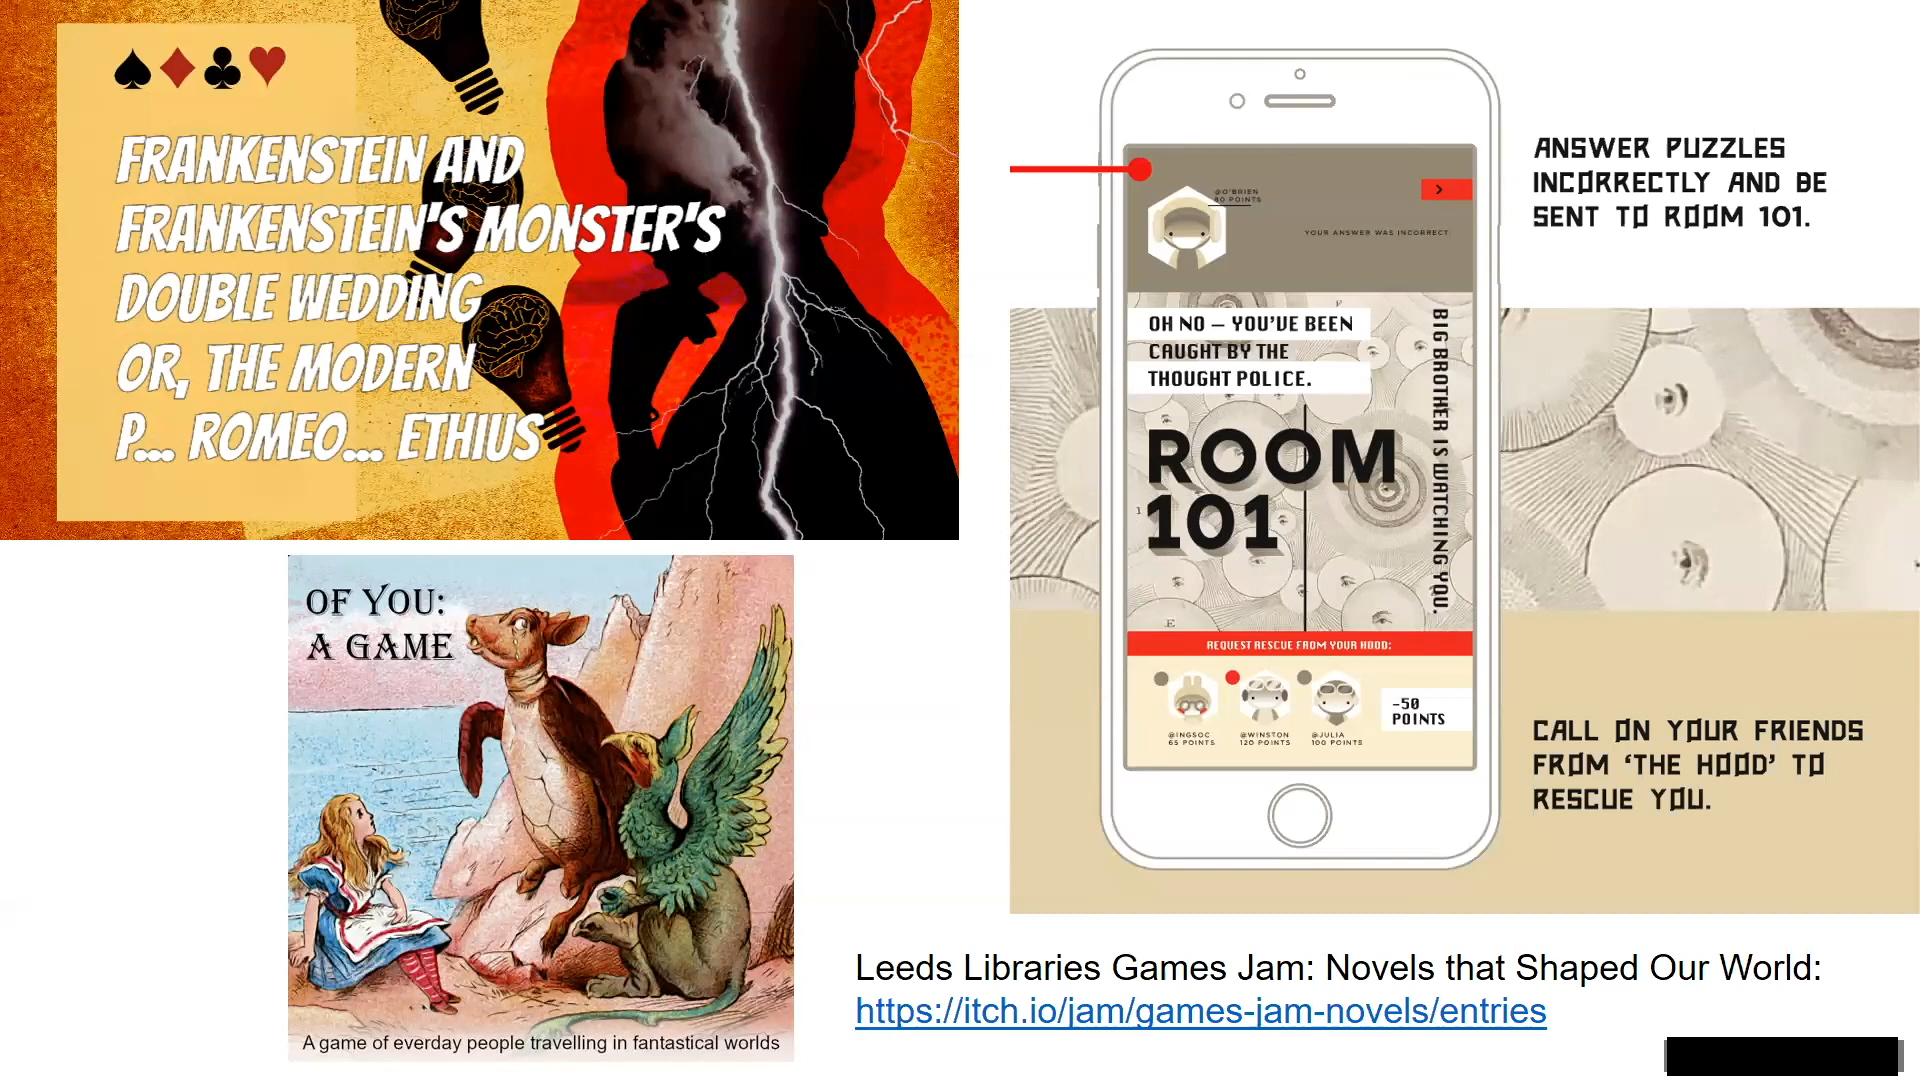 FRANKENSTEIN AND
FRANKENSTEIN'S MONSTER'S
DOUBLE WEDDING
OR, THE MODERN
P... ROMEO... ETHIUS
OF YOU:
A GAME
A game of everday people travelling in fantastical worlds
@O'BRIEN
80 POINTS
YOUR ANSWER WAS INCORRECT
OH NO – YOU'VE BEEN
CAUGHT BY THE
THOUGHT POLICE.
ROOM
101
BIG BROTHER IS WATCHING YOU.
REQUEST RESCUE FROM YOUR HOOD:
@INGSOC
65 POINTS
@WINSTON
120 POINTS
@JULIA
100 POINTS
-50
POINTS
ANSWER PUZZLES
INCORRECTLY AND BE
SENT TO ROOM 101.
CALL ON YOUR FRIENDS
FROM ‘THE HOOD’ TO
RESCUE YOU.
Leeds Libraries Games Jam: Novels that Shaped Our World:
https://itch.io/jam/games-jam-novels/entries